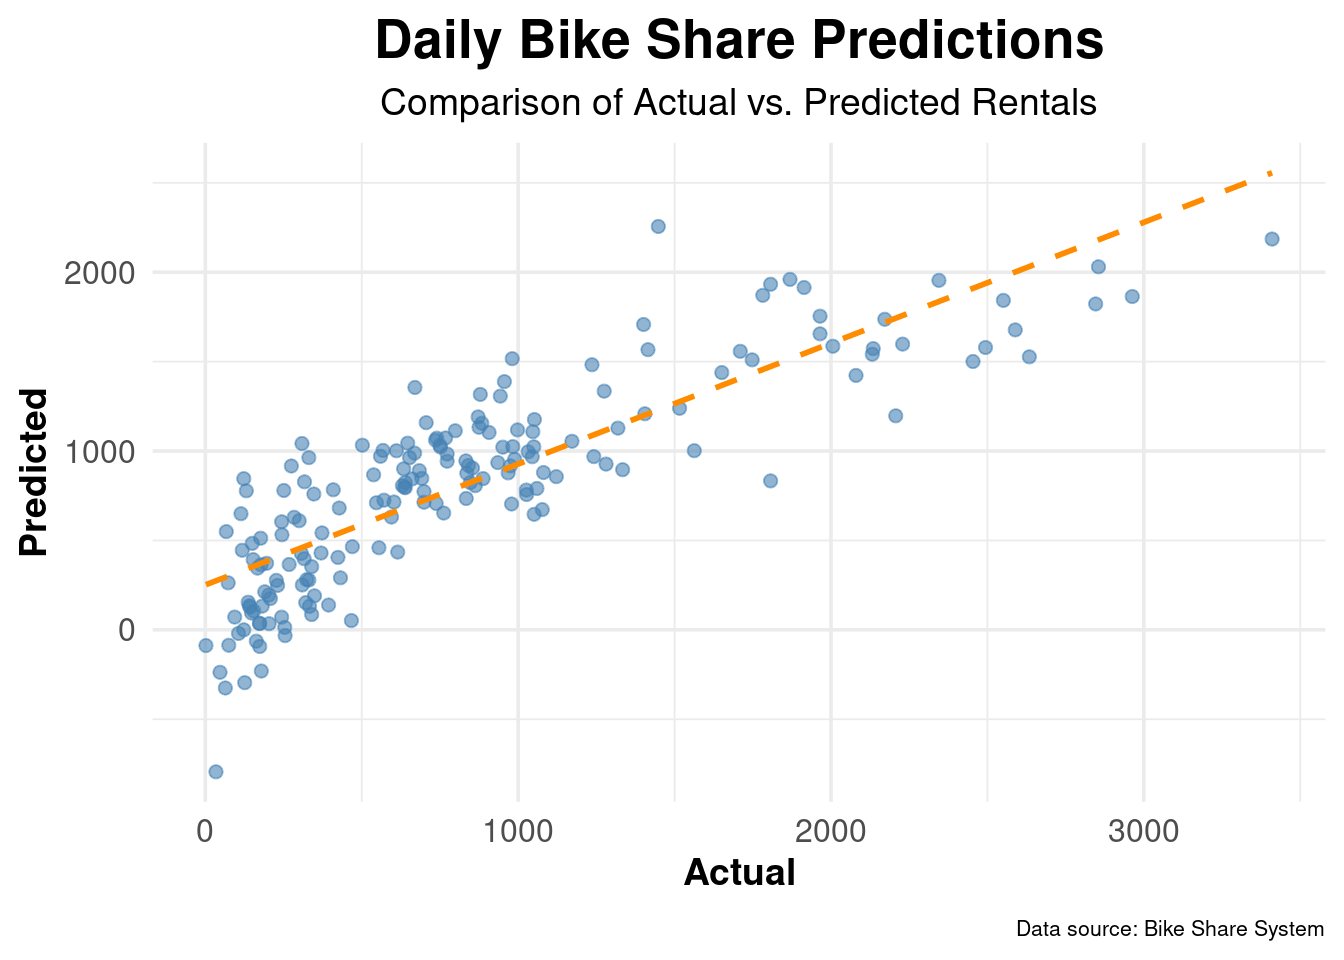 Daily Bike Share Predictions
Comparison of Actual vs. Predicted Rentals
Predicted
2000
1000
0
0 1000 2000 3000
Actual
Data source: Bike Share System